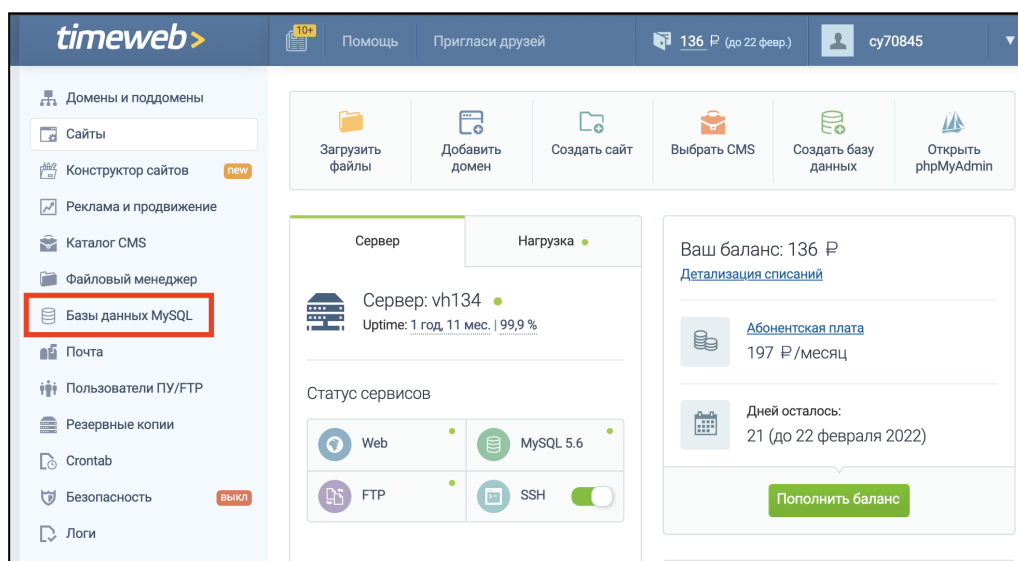 timeweb>
10+
Помощь
Пригласи друзей
136 ₽ (до 22 февр.)
cy70845
Домены и поддомены
Сайты
Конструктор сайтов new
Реклама и продвижение
Каталог CMS
Файловый менеджер
Базы данных MySQL
Почта
Пользователи ПУ/FTP
Резервные копии
Crontab
Безопасность выкл
Логи
Загрузить
файлы
Добавить
домен
Создать сайт
Выбрать CMS
Создать базу
данных
Открыть
phpMyAdmin
Сервер
Нагрузка
Сервер: vh134
Uptime: 1 год, 11 мес. | 99,9 %
Статус сервисов
Web
MySQL 5.6
FTP
SSH
Ваш баланс: 136 ₽
Детализация списаний
Абонентская плата
197 ₽/месяц
Дней осталось:
21 (до 22 февраля 2022)
Пополнить баланс